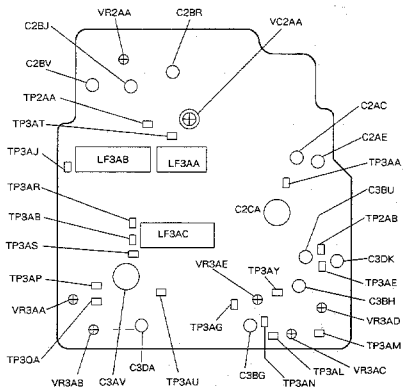 VR2AA
C2BR
C2BJ
VC2AA
C2BV
TP2AA
C2AC
TP3AT
C2AE
TP3AJ
LF3AB
LF3AA
TP3AA
TP3AR
C2CA
C3BU
TP3AB
LF3AC
TP2AB
TP3AS
C3DK
VR3AE
TP3AY
TP3AP
TP3AE
VR3AA
C3BH
TP3AG
VR3AD
TP3OA
TP3AM
VR3AB
C3AV
C3DA
TP3AU
C3BG
TP3AN
TP3AL
VR3AC